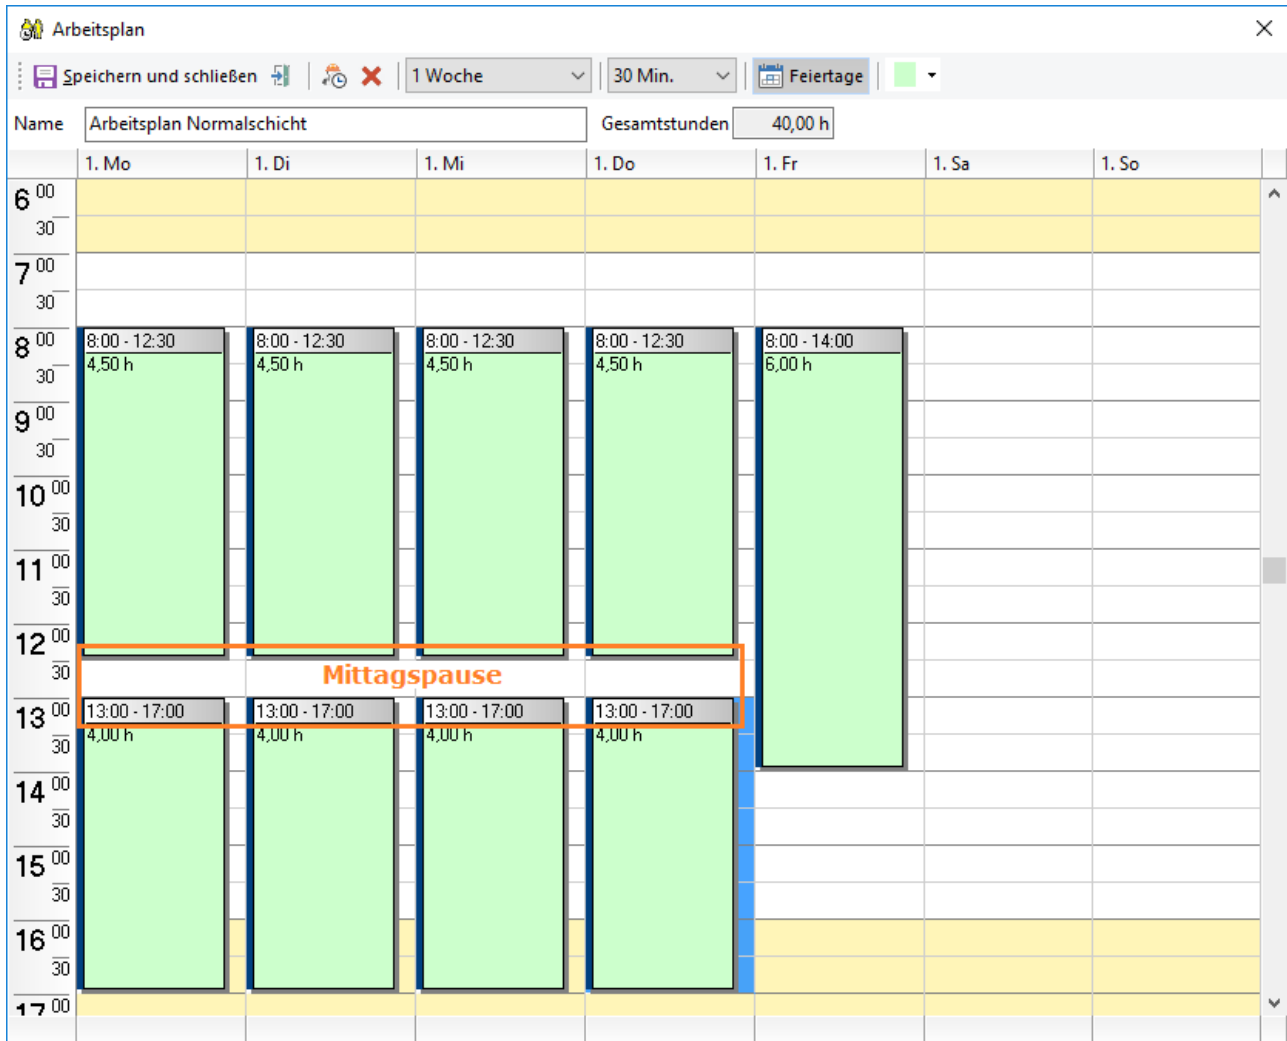 Arbeitsplan
Speichern und schließen 1 Woche 30 Min. Feiertage
Name Arbeitsplan Normalschicht Gesamtstunden 40,00 h
1. Mo 1. Di 1. Mi 1. Do 1. Fr 1. Sa 1. So
6 00
30
7 00
30
8 00 8:00 - 12:30 8:00 - 12:30 8:00 - 12:30 8:00 - 12:30 8:00 - 14:00
4,50 h 4,50 h 4,50 h 4,50 h 6,00 h
30
9 00
30
10 00
30
11 00
30
12 00
30 Mittagspause
13 00 13:00 - 17:00 13:00 - 17:00 13:00 - 17:00 13:00 - 17:00
30 4,00 h 4,00 h 4,00 h 4,00 h
14 00
30
15 00
30
16 00
30
17 00